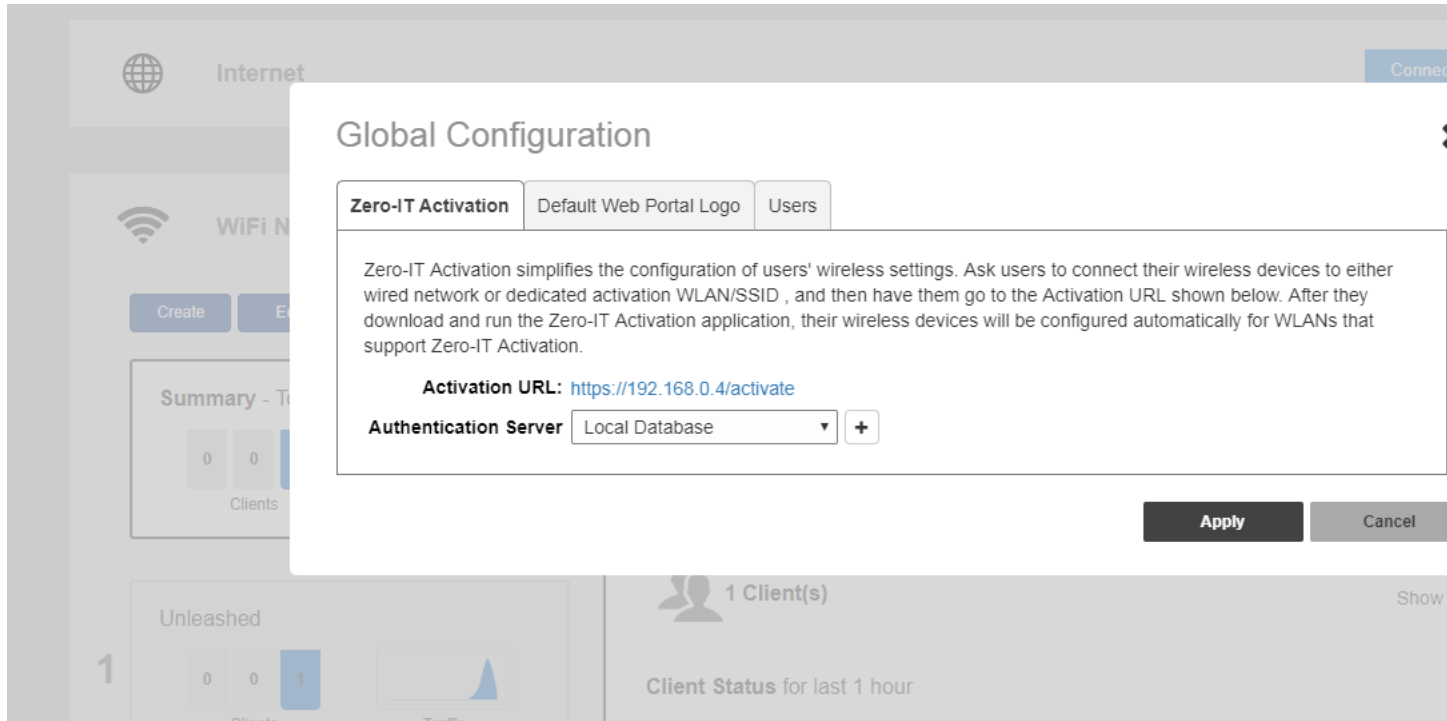 Internet
Connec
Global Configuration
Zero-IT Activation
Default Web Portal Logo
Users
WiFi N
Zero-IT Activation simplifies the configuration of users' wireless settings. Ask users to connect their wireless devices to either
wired network or dedicated activation WLAN/SSID , and then have them go to the Activation URL shown below. After they
download and run the Zero-IT Activation application, their wireless devices will be configured automatically for WLANs that
support Zero-IT Activation.
Create
Activation URL: https://192.168.0.4/activate
Summary - To
Authentication Server Local Database +
0 0
Clients
Apply
Cancel
1 Client(s)
Show
Unleashed
1
0 0 1
Client Status for last 1 hour